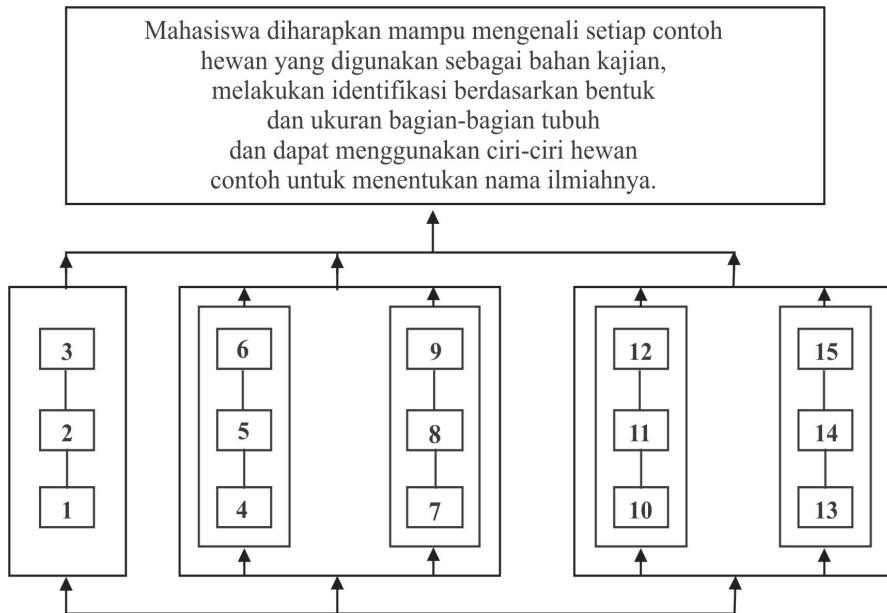 Mahasiswa diharapkan mampu mengenali setiap contoh
hewan yang digunakan sebagai bahan kajian,
melakukan identifikasi berdasarkan bentuk
dan ukuran bagian-bagian tubuh
dan dapat menggunakan ciri-ciri hewan
contoh untuk menentukan nama ilmiahnya.
3 6 9 12 15
2 5 8 11 14
1 4 7 10 13